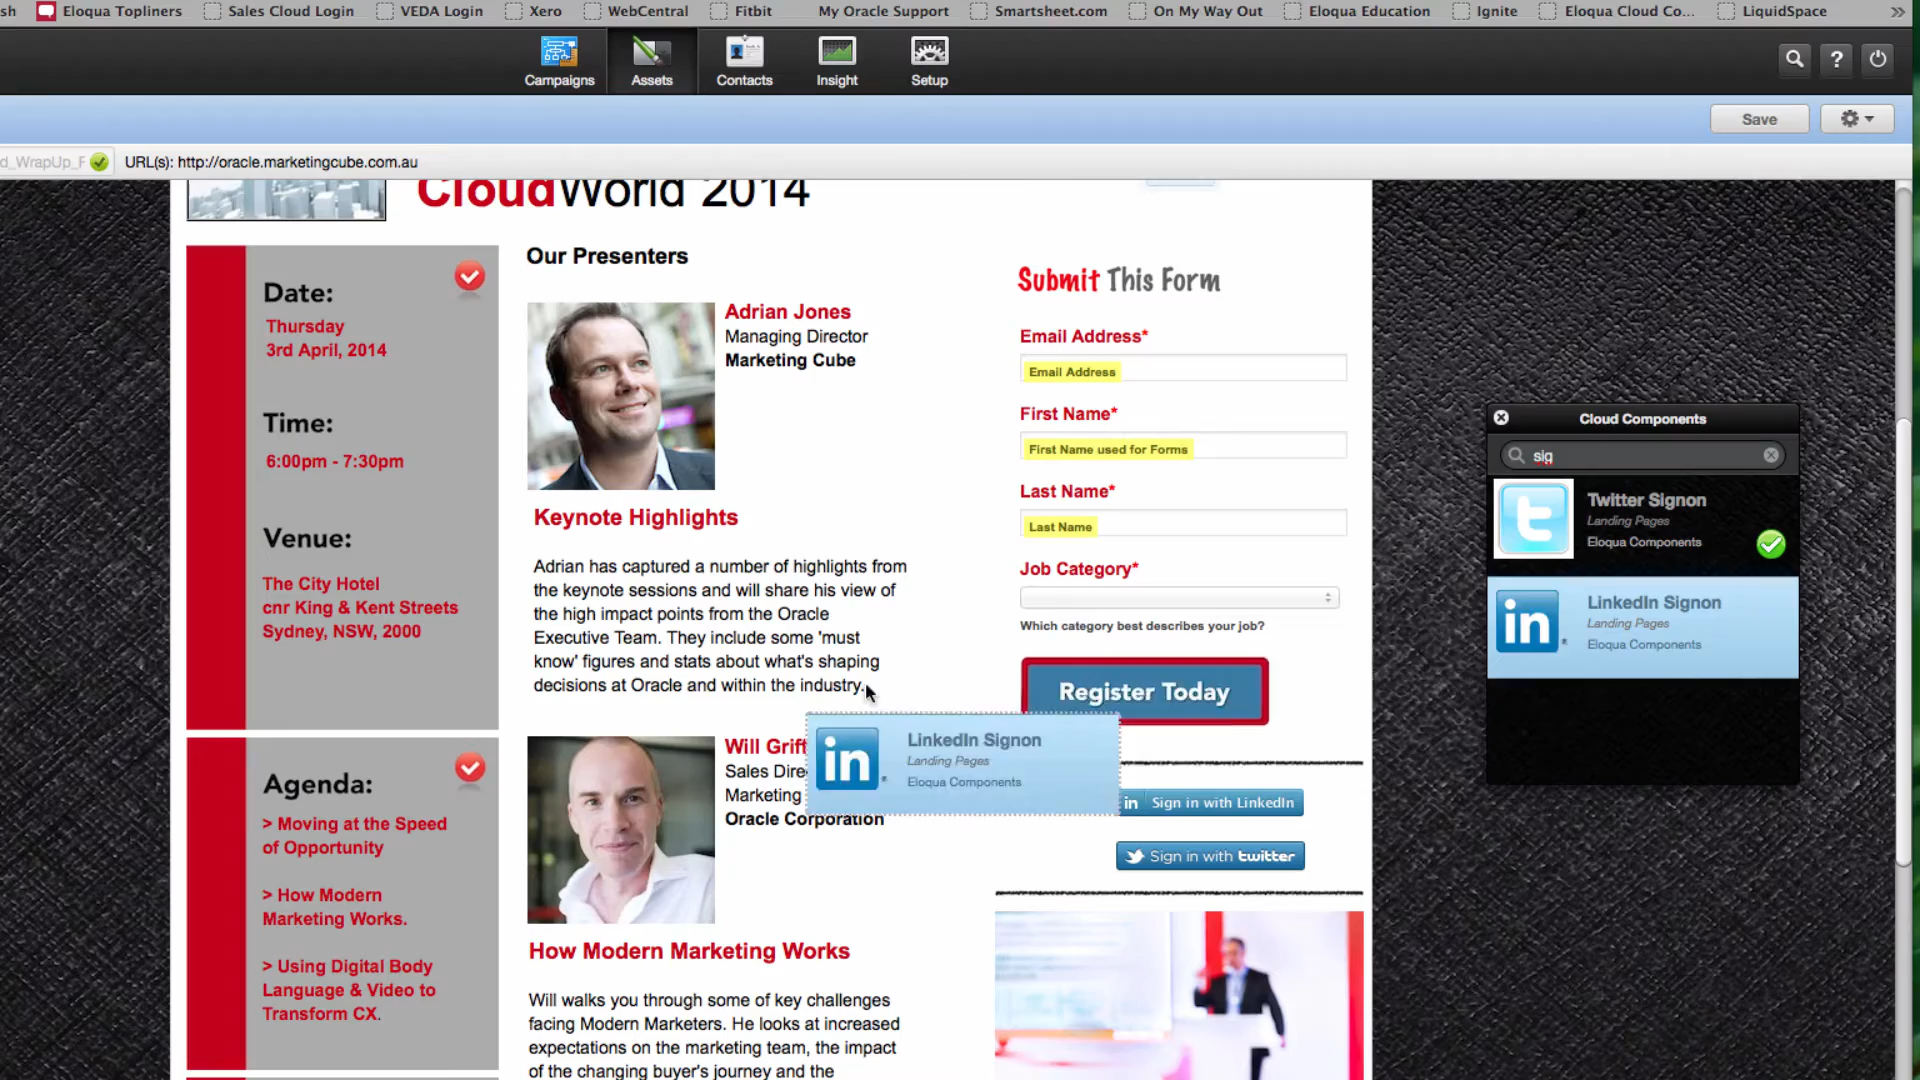 sh
Eloqua Topliners
Sales Cloud Login
VEDA Login
Xero
WebCentral
Fitbit
My Oracle Support
Smartsheet.com
On My Way Out
Eloqua Education
Ignite
Eloqua Cloud Co...
LiquidSpace
»
Campaigns
Assets
Contacts
Insight
Setup
?
Save
d_WrapUp_F
URL(s): http://oracle.marketingcube.com.au
CloudWorld 2014
Date:
Thursday
3rd April, 2014
Time:
6:00pm - 7:30pm
Venue:
The City Hotel
cnr King & Kent Streets
Sydney, NSW, 2000
Agenda:
> Moving at the Speed
of Opportunity
> How Modern
Marketing Works.
> Using Digital Body
Language & Video to
Transform CX.
Our Presenters
Adrian Jones
Managing Director
Marketing Cube
Keynote Highlights
Adrian has captured a number of highlights from
the keynote sessions and will share his view of
the high impact points from the Oracle
Executive Team. They include some 'must
know' figures and stats about what's shaping
decisions at Oracle and within the industry.
Will Griff
Sales Dire
Marketing
Oracle Corporation
in
LinkedIn Signon
Landing Pages
Eloqua Components
How Modern Marketing Works
Will walks you through some of key challenges
facing Modern Marketers. He looks at increased
expectations on the marketing team, the impact
of the changing buyer's journey and the
Submit This Form
Email Address*
Email Address
First Name*
First Name used for Forms
Last Name*
Last Name
Job Category*
Which category best describes your job?
Register Today
in Sign in with LinkedIn
Sign in with twitter
Cloud Components
sig
Twitter Signon
Landing Pages
Eloqua Components
in
LinkedIn Signon
Landing Pages
Eloqua Components